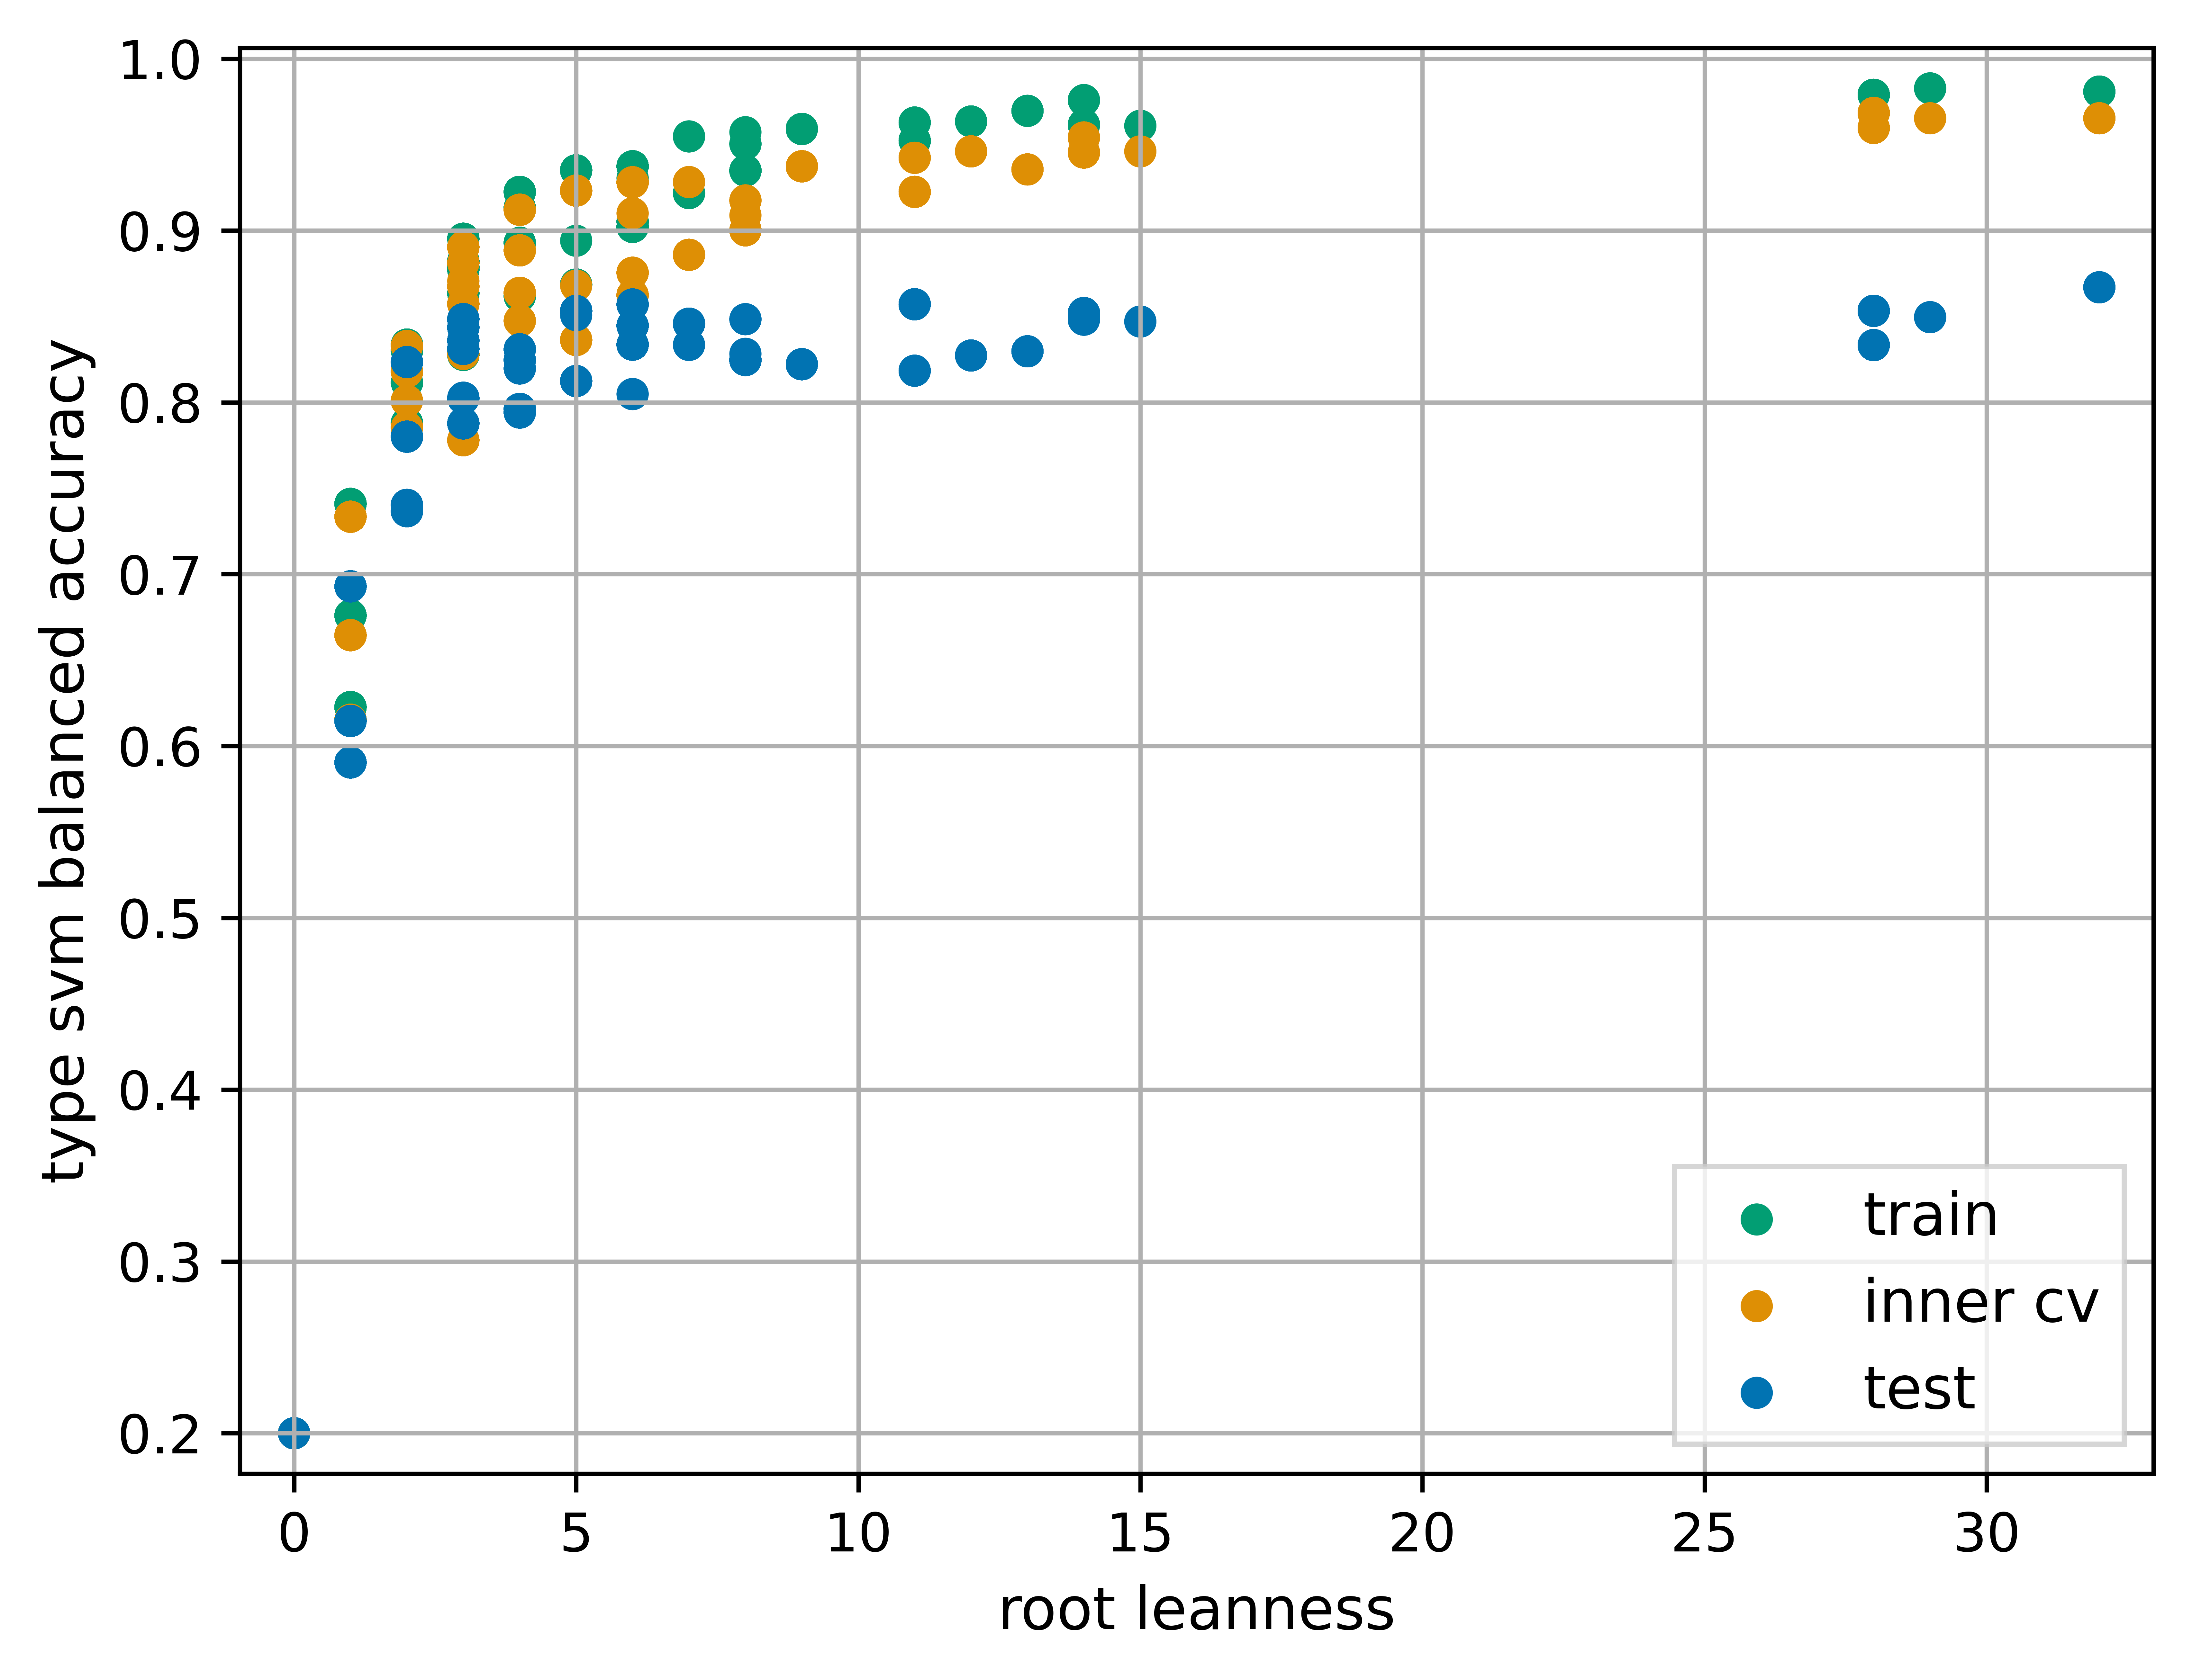 type svm balanced accuracy
1.0
0.9
0.8
0.7
0.6
0.5
0.4
0.3
0.2
train
inner cv
test
0 5 10 15 20 25 30
root leanness